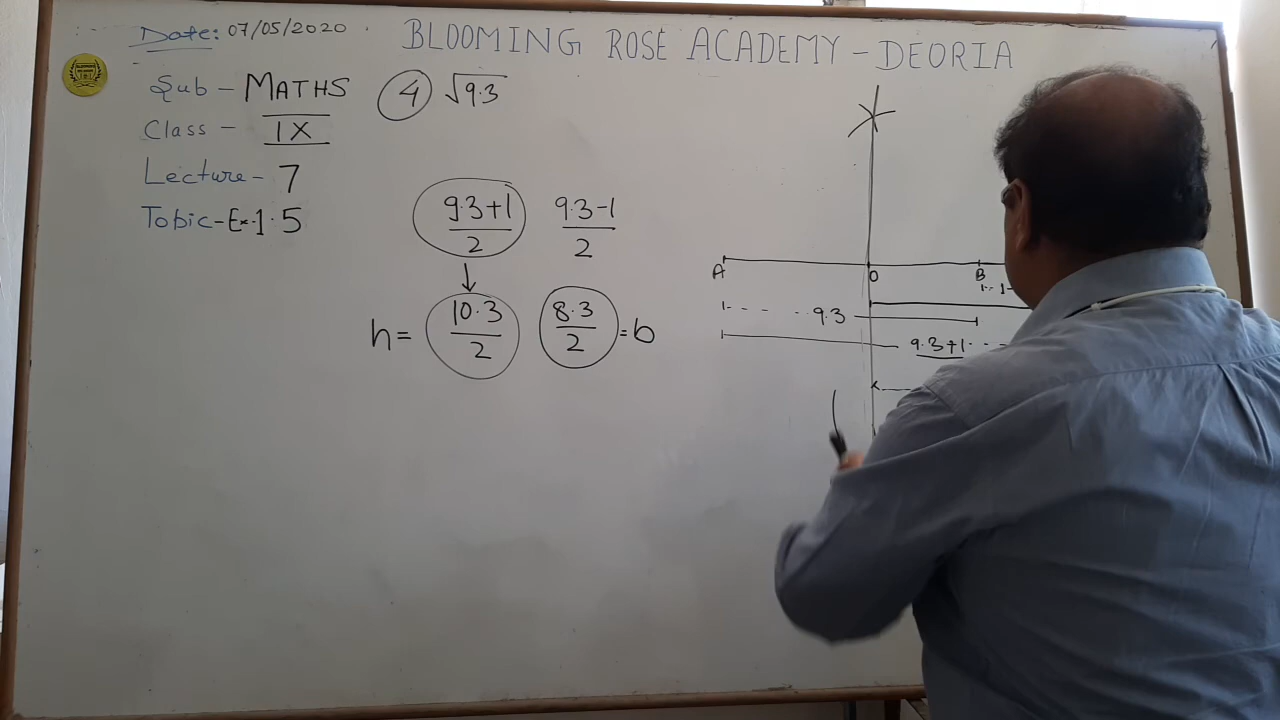 Date: 07/05/2020
BLOOMING ROSE ACADEMY - DEORIA
Sub - MATHS
④ √9.3
Class - IX
Lecture - 7
Tobic - Ex-1.5
9.3+1/2 9.3-1/2
h= 10.3/2 8.3/2 =b
A O B
1
9.3
9.3+1